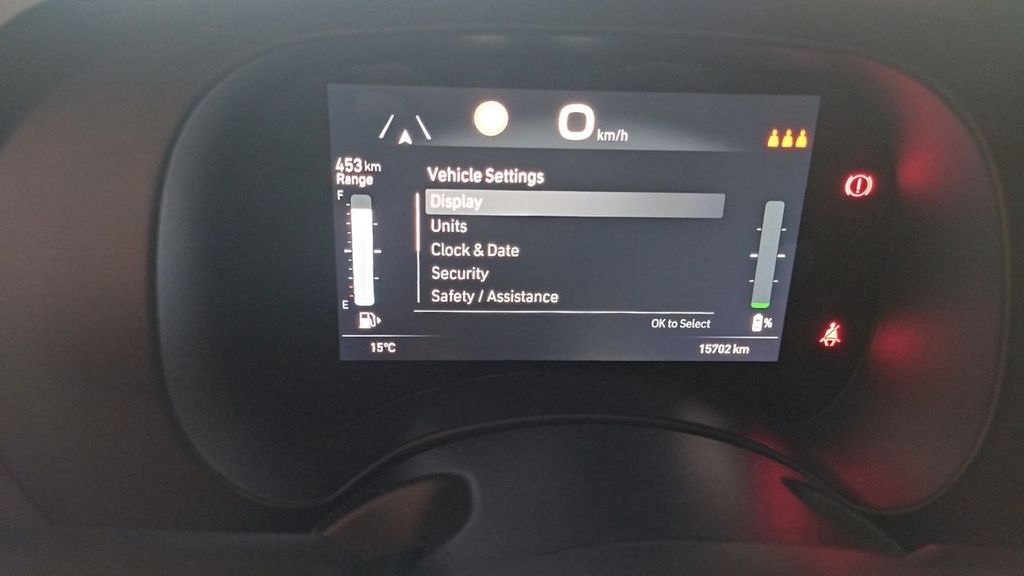 0 km/h
453 km
Range
F
E
Vehicle Settings
Display
Units
Clock & Date
Security
Safety / Assistance
OK to Select
%
15°C
15702 km